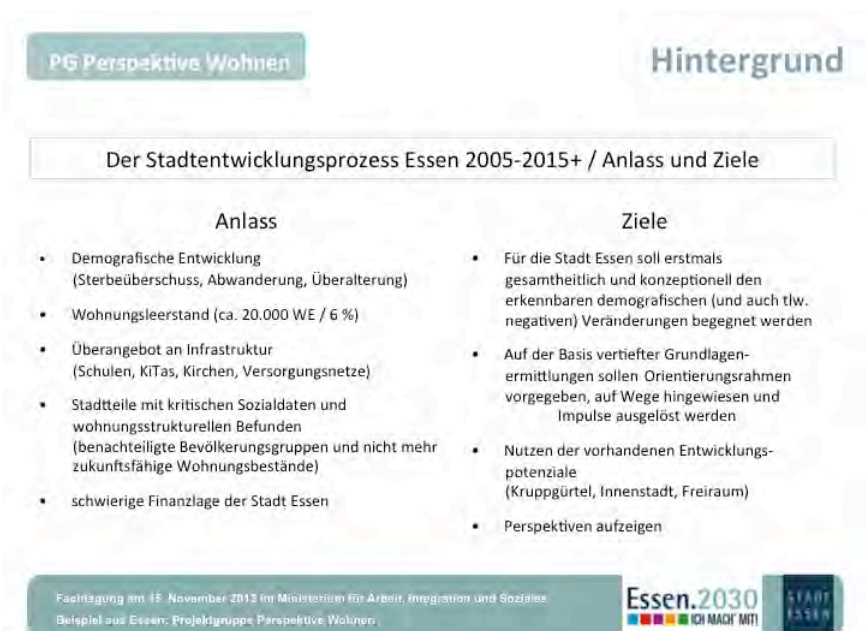 PG Perspektive Wohnen
Hintergrund
Der Stadtentwicklungsprozess Essen 2005-2015+ / Anlass und Ziele
Anlass
• Demografische Entwicklung
(Sterbeüberschuss, Abwanderung, Überalterung)
• Wohnungsleerstand (ca. 20.000 WE / 6 %)
• Überangebot an Infrastruktur
(Schulen, KiTas, Kirchen, Versorgungsnetze)
• Stadtteile mit kritischen Sozialdaten und
wohnungsstrukturellen Befunden
(benachteiligte Bevölkerungsgruppen und nicht mehr
zukunftsfähige Wohnungsbestände)
• schwierige Finanzlage der Stadt Essen
Ziele
• Für die Stadt Essen soll erstmals
gesamtheitlich und konzeptionell den
erkennbaren demografischen (und auch tlw.
negativen) Veränderungen begegnet werden
• Auf der Basis vertiefter Grundlagen-
ermittlungen sollen Orientierungsrahmen
vorgegeben, auf Wege hingewiesen und
Impulse ausgelöst werden
• Nutzen der vorhandenen Entwicklungs-
potenziale
(Kruppgürtel, Innenstadt, Freiraum)
• Perspektiven aufzeigen
Fachtagung am 15. November 2013 im Ministerium für Arbeit, Integration und Soziales
Beispiel aus Essen: Projektgruppe Perspektive Wohnen
Essen.2030
ICH MACH' MIT!
STADT
ESSEN